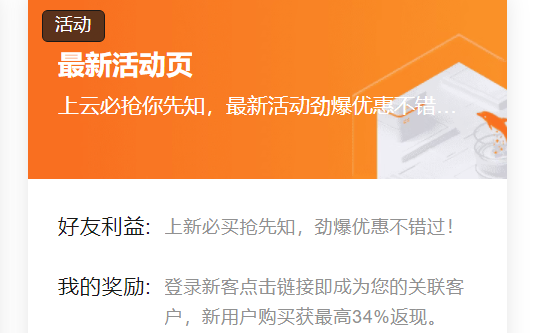 活动
最新活动页
上云必抢你先知，最新活动劲爆优惠不错...
好友利益： 上新必买抢先知，劲爆优惠不错过！
我的奖励： 登录新客点击链接即成为您的关联客
户，新用户购买获最高34%返现。